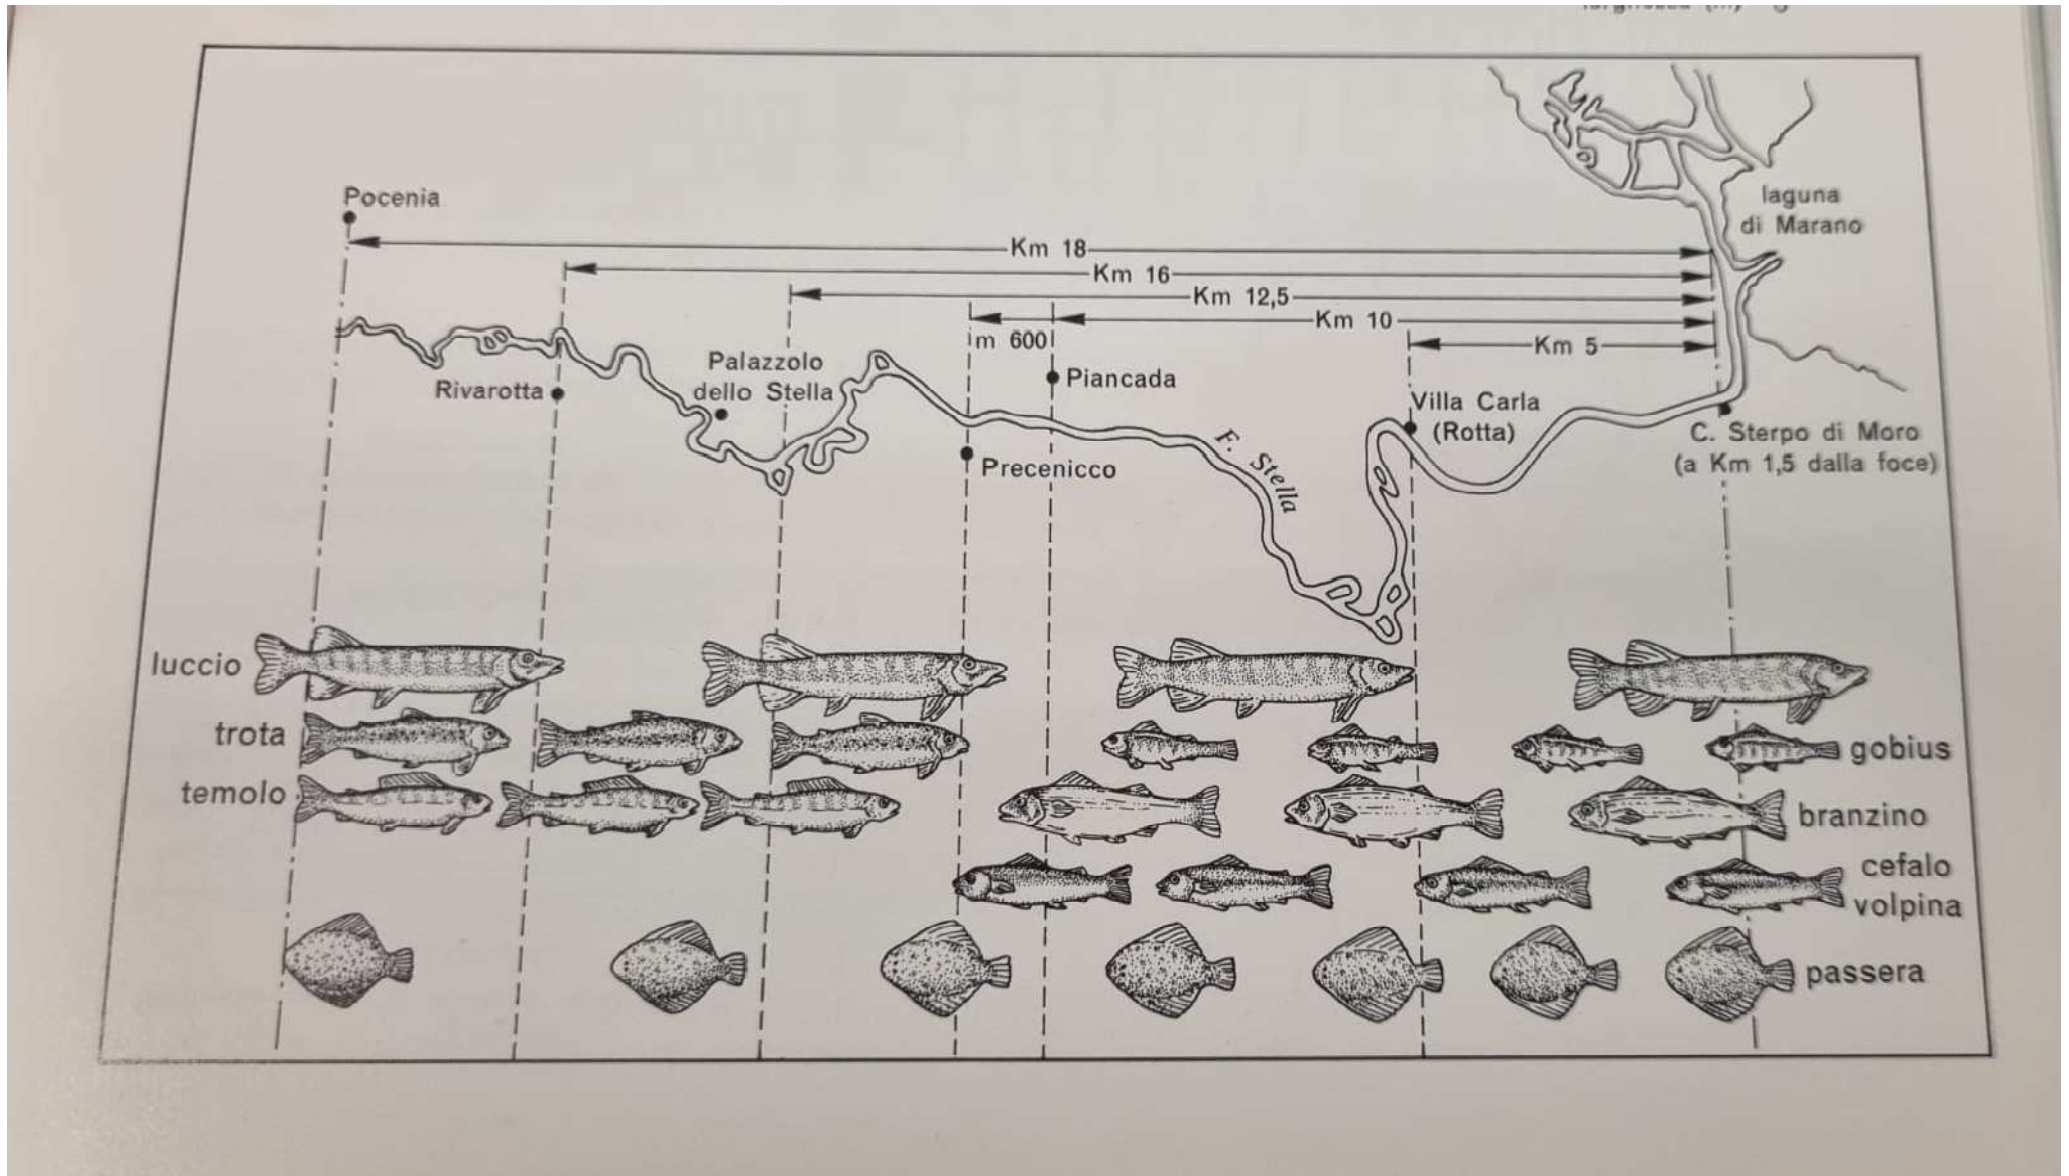 larghezza (m)
Pocenia
Km 18
Km 16
Km 12,5
m 600
Km 10
Km 5
laguna
di Marano
Rivarotta
Palazzolo
dello Stella
Piancada
Precenicco
F. Stella
Villa Carla
(Rotta)
C. Sterpo di Moro
(a Km 1,5 dalla foce)
luccio
trota
gobius
temolo
branzino
cefalo
volpina
passera